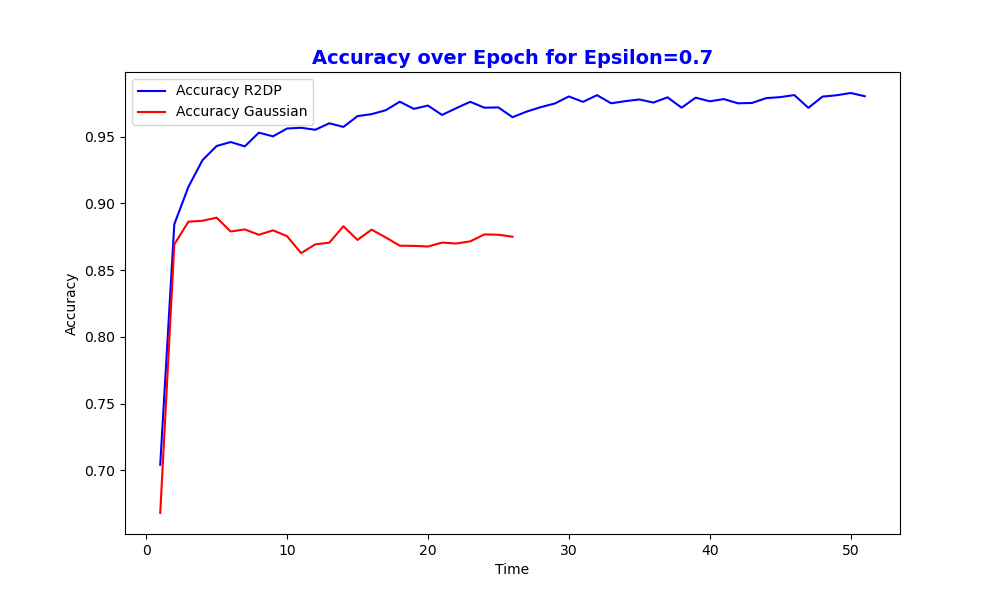 Accuracy over Epoch for Epsilon=0.7
Accuracy R2DP
Accuracy Gaussian
0.95
0.90
0.85
0.80
0.75
0.70
Accuracy
0
10
20
30
40
50
Time